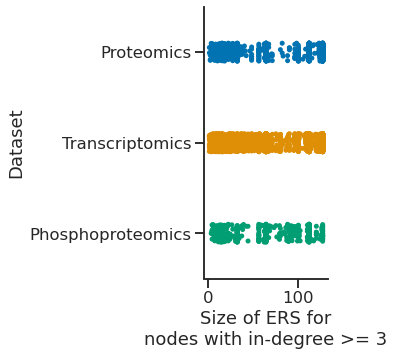 Proteomics
Transcriptomics
Phosphoproteomics
Dataset
0 100
Size of ERS for
nodes with in-degree >= 3